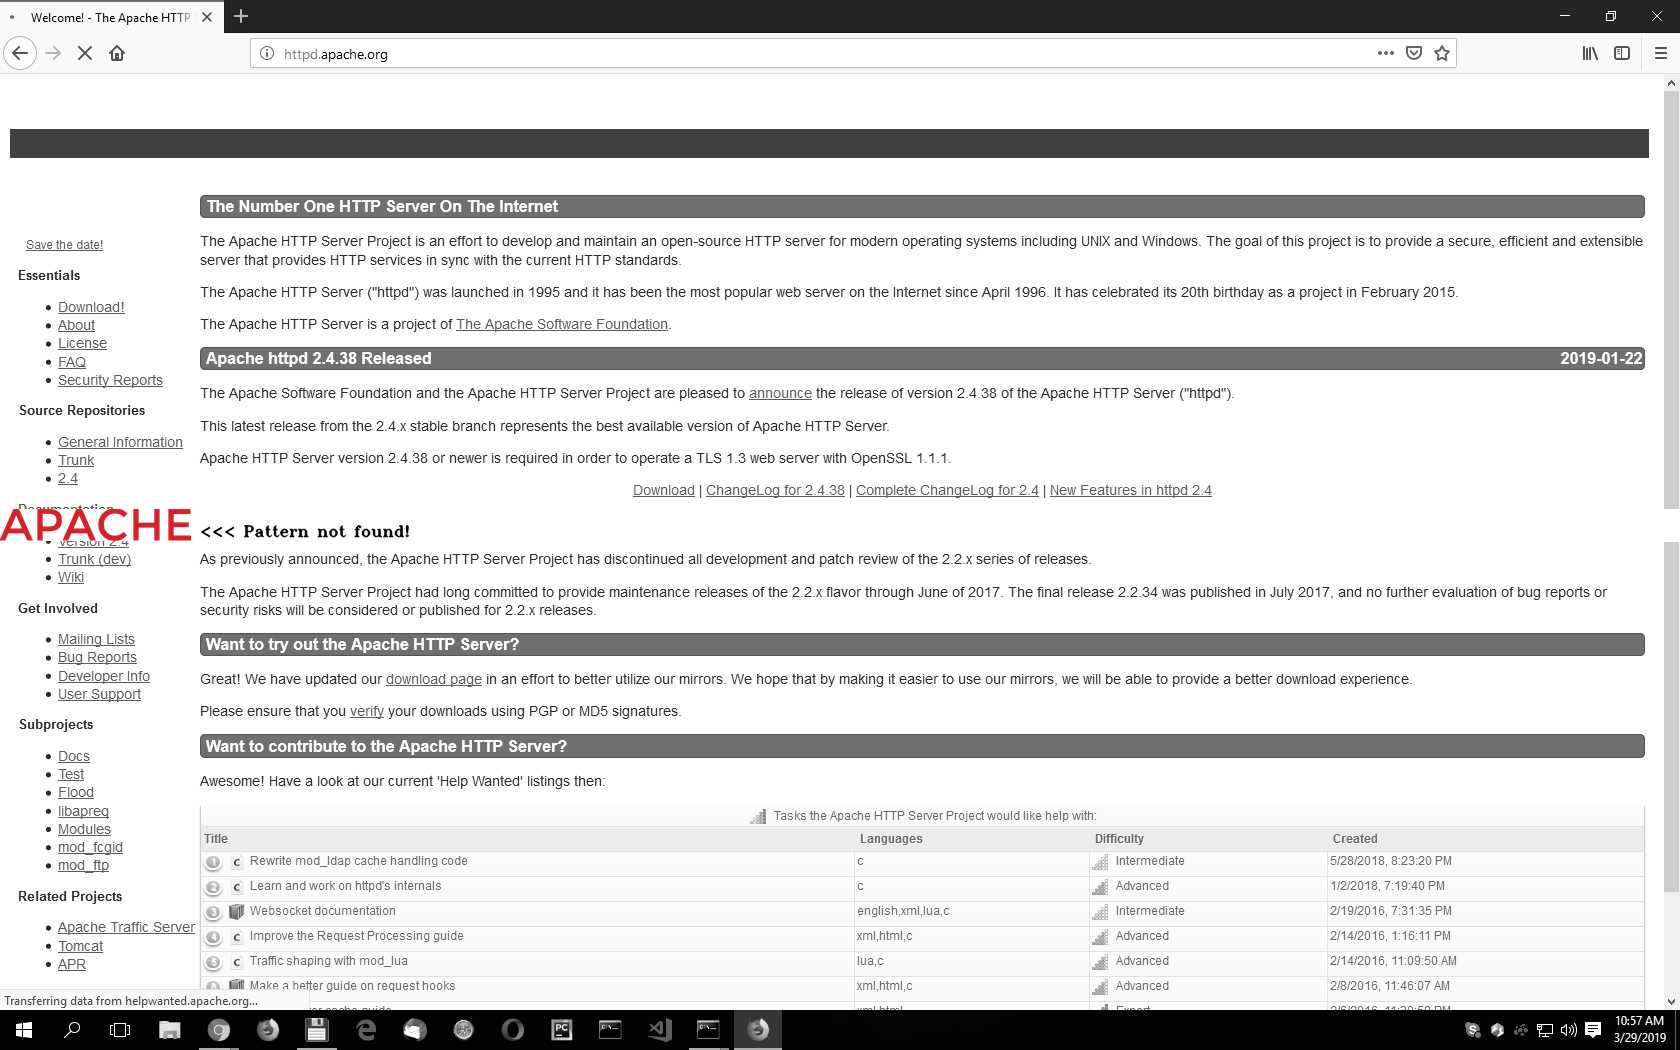 Welcome! - The Apache HTTP
httpd.apache.org
The Number One HTTP Server On The Internet
The Apache HTTP Server Project is an effort to develop and maintain an open-source HTTP server for modern operating systems including UNIX and Windows. The goal of this project is to provide a secure, efficient and extensible
server that provides HTTP services in sync with the current HTTP standards.
The Apache HTTP Server ("httpd") was launched in 1995 and it has been the most popular web server on the Internet since April 1996. It has celebrated its 20th birthday as a project in February 2015.
The Apache HTTP Server is a project of The Apache Software Foundation.
Save the date!
Essentials
Download!
About
License
FAQ
Security Reports
Source Repositories
General Information
Trunk
2.4
Documentation
APACHE
Version 2.4
Trunk (dev)
Wiki
Get Involved
Mailing Lists
Bug Reports
Developer Info
User Support
Subprojects
Docs
Test
Flood
libapreq
Modules
mod_fcgid
mod_ftp
Related Projects
Apache Traffic Server
Tomcat
APR
Apache httpd 2.4.38 Released 2019-01-22
The Apache Software Foundation and the Apache HTTP Server Project are pleased to announce the release of version 2.4.38 of the Apache HTTP Server ("httpd").
This latest release from the 2.4.x stable branch represents the best available version of Apache HTTP Server.
Apache HTTP Server version 2.4.38 or newer is required in order to operate a TLS 1.3 web server with OpenSSL 1.1.1.
Download | ChangeLog for 2.4.38 | Complete ChangeLog for 2.4 | New Features in httpd 2.4
<<< Pattern not found!
As previously announced, the Apache HTTP Server Project has discontinued all development and patch review of the 2.2.x series of releases.
The Apache HTTP Server Project had long committed to provide maintenance releases of the 2.2.x flavor through June of 2017. The final release 2.2.34 was published in July 2017, and no further evaluation of bug reports or
security risks will be considered or published for 2.2.x releases.
Want to try out the Apache HTTP Server?
Great! We have updated our download page in an effort to better utilize our mirrors. We hope that by making it easier to use our mirrors, we will be able to provide a better download experience.
Please ensure that you verify your downloads using PGP or MD5 signatures.
Want to contribute to the Apache HTTP Server?
Awesome! Have a look at our current 'Help Wanted' listings then:
Tasks the Apache HTTP Server Project would like help with:
Title Languages Difficulty Created
1 C Rewrite mod_ldap cache handling code c Intermediate 5/28/2018, 8:23:20 PM
2 C Learn and work on httpd's internals c Advanced 1/2/2018, 7:19:40 PM
3 Websocket documentation english,xml,lua,c Intermediate 2/19/2016, 7:31:35 PM
4 C Improve the Request Processing guide xml,html,c Advanced 2/14/2016, 1:16:11 PM
5 C Traffic shaping with mod_lua lua,c Advanced 2/14/2016, 11:09:50 AM
6 Make a better guide on request hooks xml,html,c Advanced 2/8/2016, 11:46:07 AM
cache guide xml,html Expert
Transferring data from helpwanted.apache.org...
PC
10:57 AM
3/29/2019